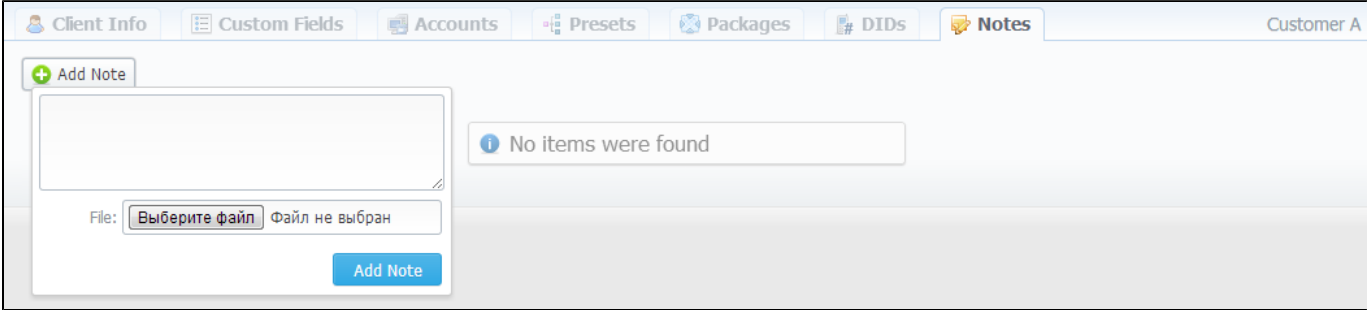 Client Info Custom Fields Accounts Presets Packages DIDs Notes Customer A
Add Note
No items were found
File: Выберите файл Файл не выбран
Add Note